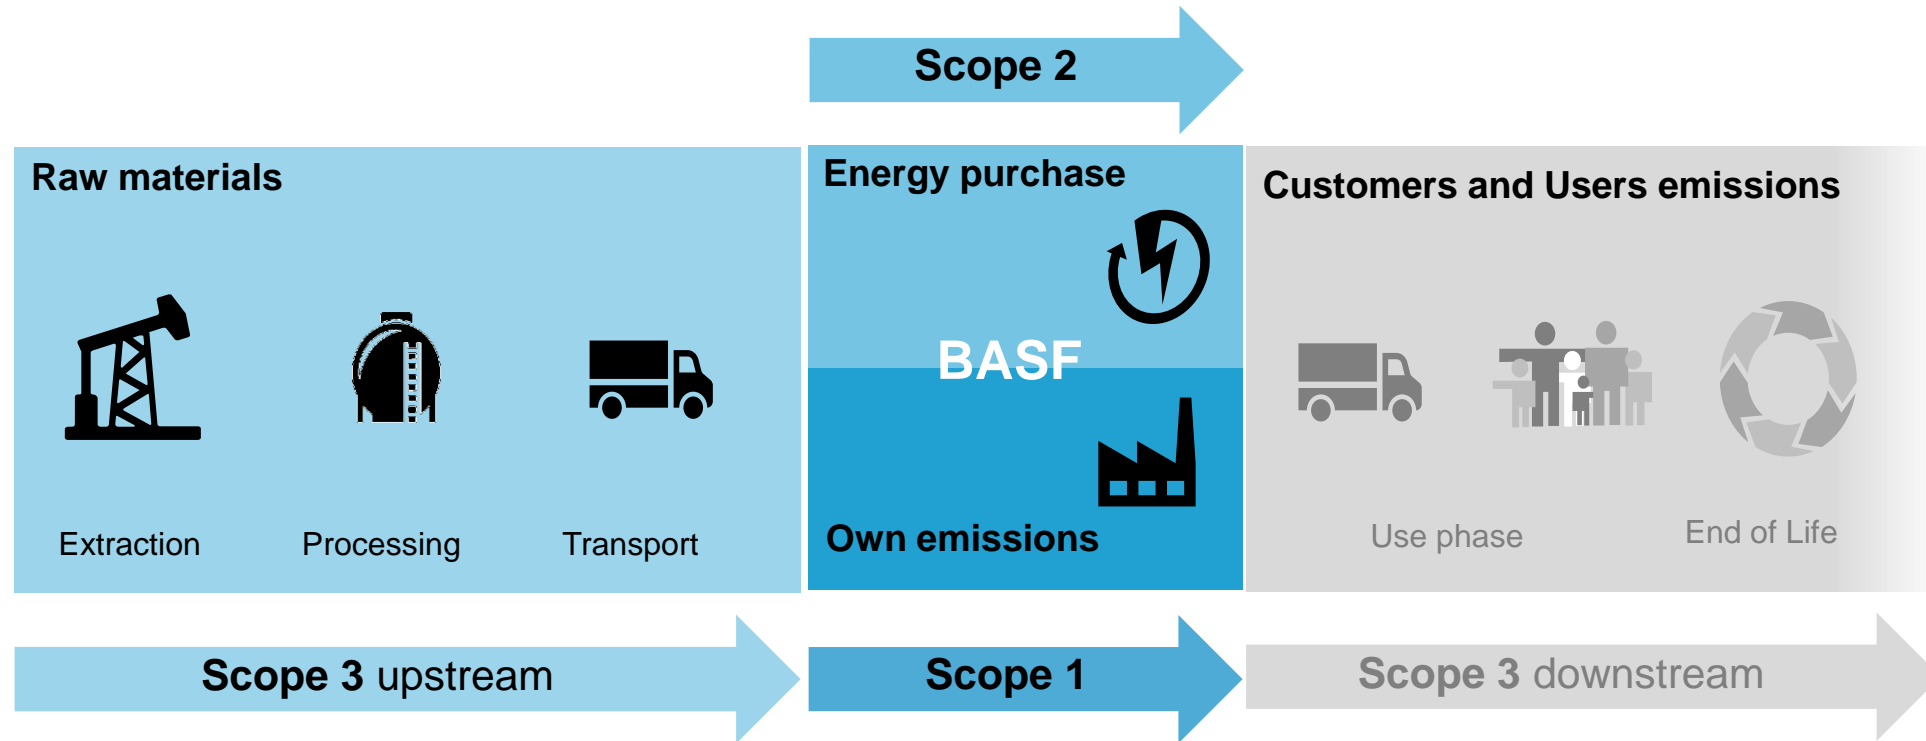 Scope 2
Raw materials
Extraction
Processing
Transport
Energy purchase
BASF
Own emissions
Customers and Users emissions
Use phase
End of Life
Scope 3 upstream
Scope 1
Scope 3 downstream